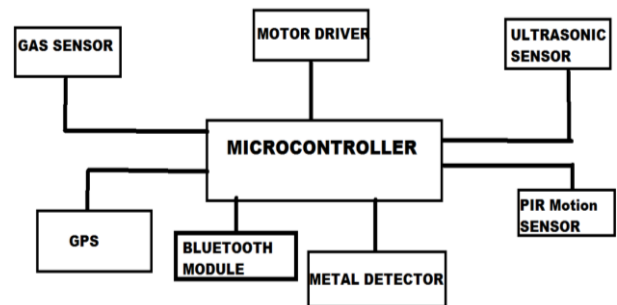 GAS SENSOR
MOTOR DRIVER
ULTRASONIC
SENSOR
MICROCONTROLLER
GPS
BLUETOOTH
MODULE
METAL DETECTOR
PIR Motion
SENSOR